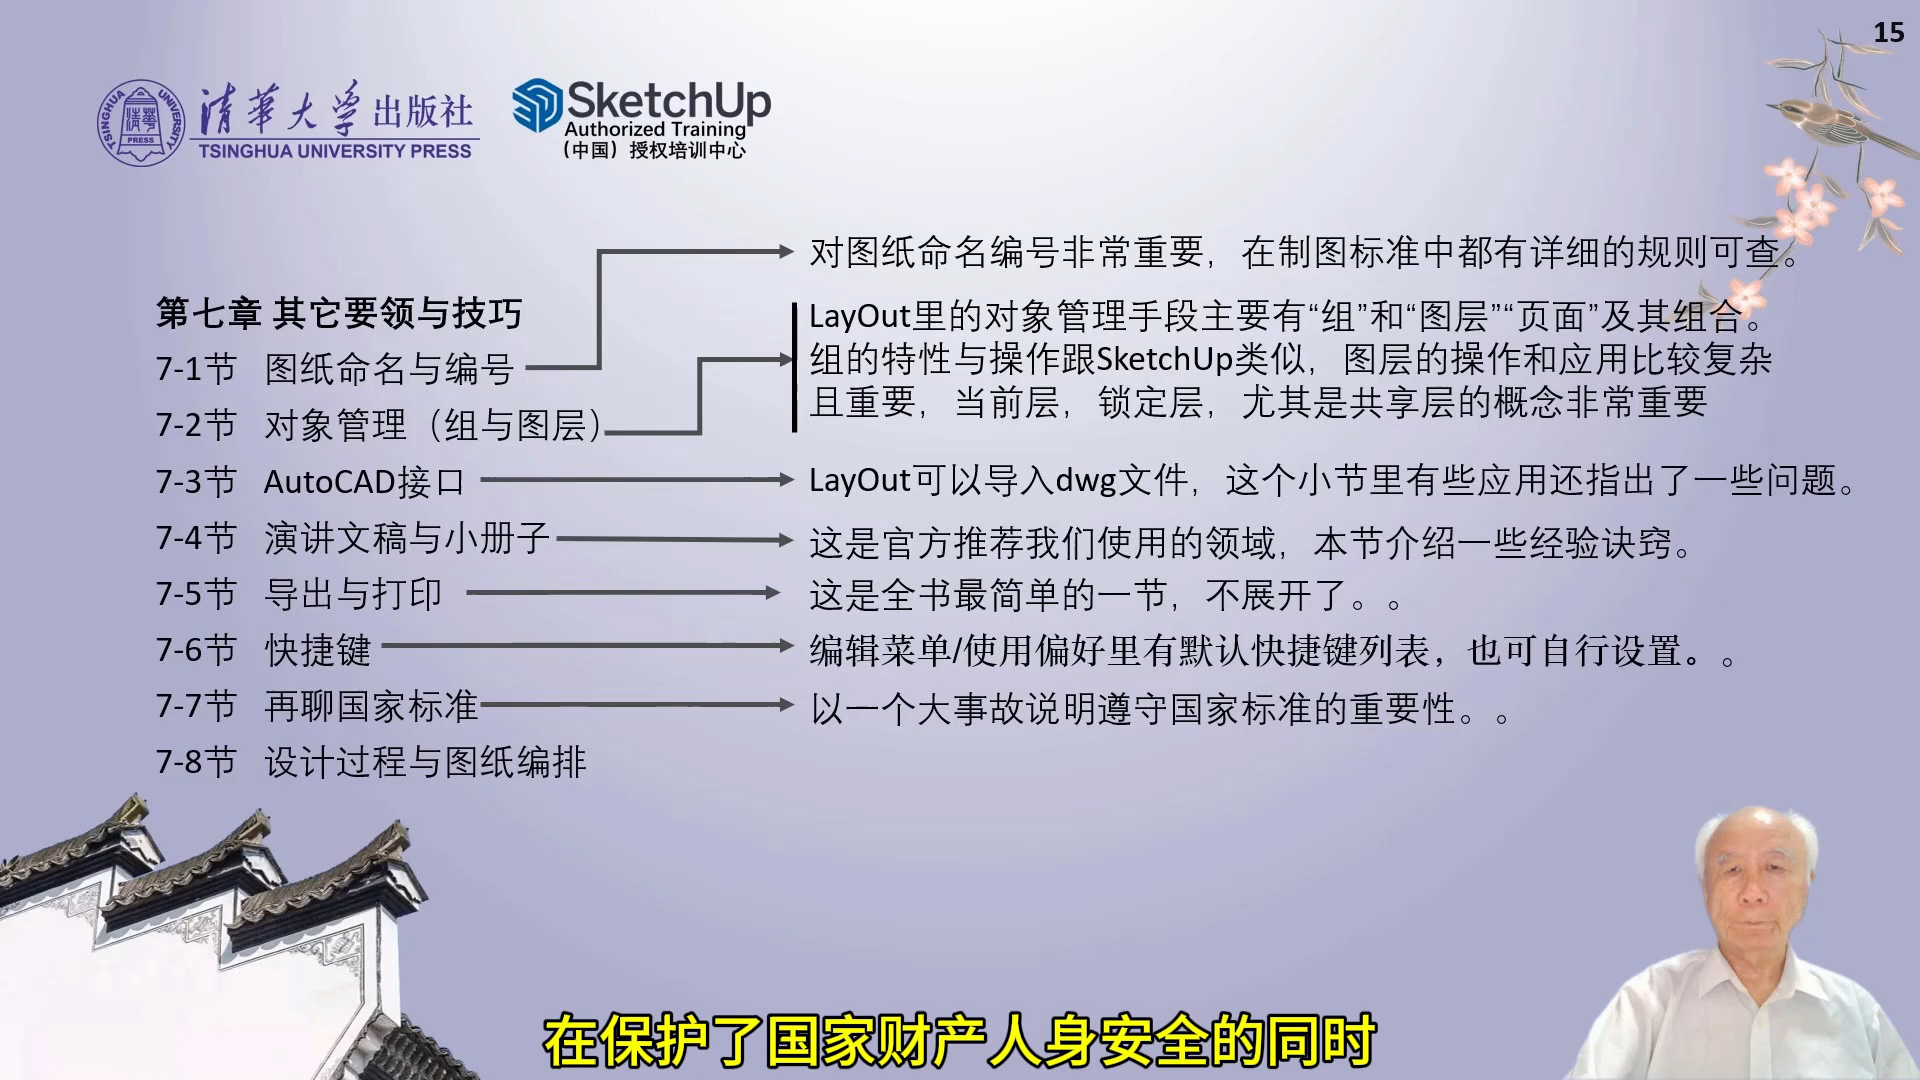 15
清華大学出版社
TSINGHUA UNIVERSITY PRESS
TSINGHUA UNIVERSITY
清華
PRESS
SketchUp
Authorized Training
（中国）授权培训中心
第七章 其它要领与技巧
7-1节 图纸命名与编号
对图纸命名编号非常重要，在制图标准中都有详细的规则可查。
7-2节 对象管理（组与图层）
LayOut里的对象管理手段主要有“组”和“图层”“页面”及其组合。
组的特性与操作跟SketchUp类似，图层的操作和应用比较复杂
且重要，当前层，锁定层，尤其是共享层的概念非常重要
7-3节 AutoCAD接口
LayOut可以导入dwg文件，这个小节里有些应用还指出了一些问题。
7-4节 演讲文稿与小册子
这是官方推荐我们使用的领域，本节介绍一些经验诀窍。
7-5节 导出与打印
这是全书最简单的一节，不展开了。。
7-6节 快捷键
编辑菜单/使用偏好里有默认快捷键列表，也可自行设置。。
7-7节 再聊国家标准
以一个大事故说明遵守国家标准的重要性。。
7-8节 设计过程与图纸编排
在保护了国家财产人身安全的同时